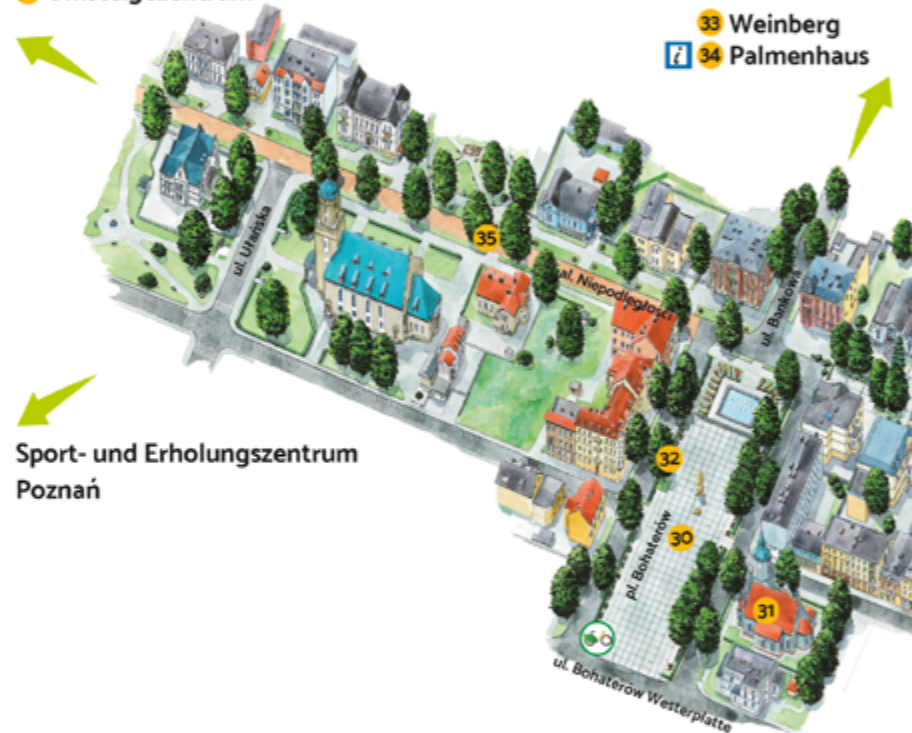 33 Weinberg
i 34 Palmenhaus
35
ul. Ułańska
al. Niepodległości
ul. Bankowa
Sport- und Erholungszentrum
Poznań
32
30
pl. Bohaterów
31
ul. Bohaterów Westerplatte